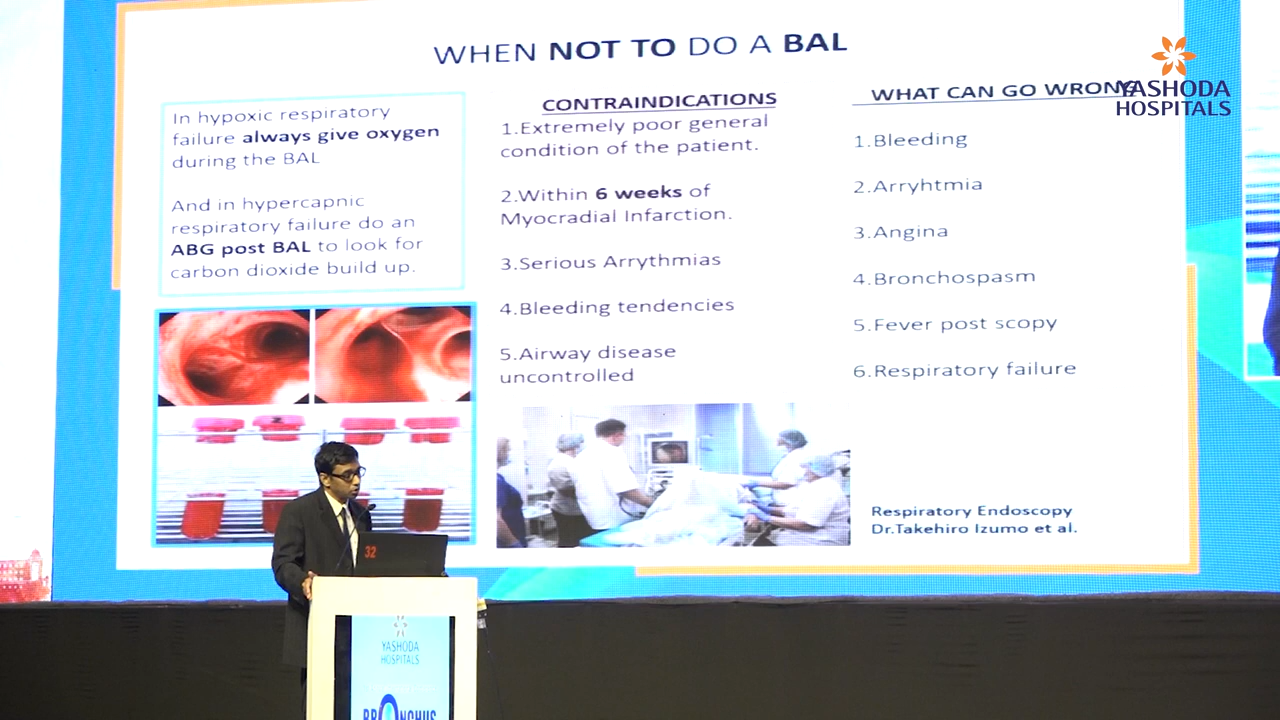 WHEN NOT TO DO A BAL
YASHODA
HOSPITALS
In hypoxic respiratory
failure always give oxygen
during the BAL
And in hypercapnic
respiratory failure do an
ABG post BAL to look for
carbon dioxide build up.
CONTRAINDICATIONS
1.Extremely poor general
condition of the patient.
2.Within 6 weeks of
Myocradial Infarction.
3.Serious Arrythmias
4.Bleeding tendencies
5.Airway disease
uncontrolled
WHAT CAN GO WRONG
1.Bleeding
2.Arryhtmia
3.Angina
4.Bronchospasm
5.Fever post scopy
6.Respiratory failure
Respiratory Endoscopy
Dr.Takehiro Izumo et al.
32
YASHODA
HOSPITALS
BRONCHUS